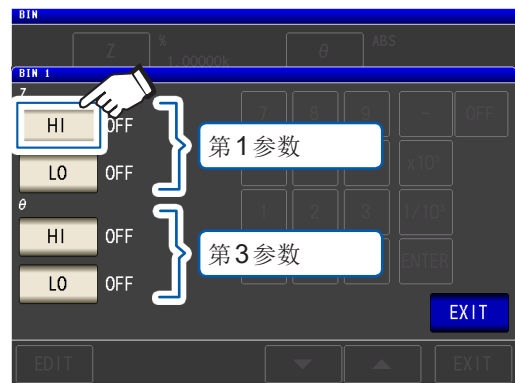 BIN
Z % 1.00000k θ ABS
BIN 1
Z
HI OFF
LO OFF
第1参数
θ
HI OFF
LO OFF
第3参数
7 8 9 - OFF
x10³
1 2 3 1/10³
ENTER
EXIT
EDIT ▼ ▲ EXIT